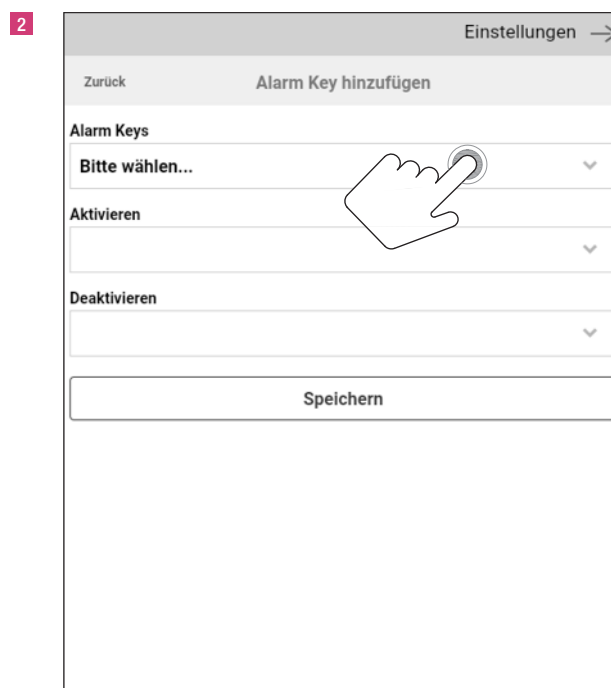 2
Einstellungen →
Zurück Alarm Key hinzufügen
Alarm Keys
Bitte wählen...
Aktivieren
Deaktivieren
Speichern